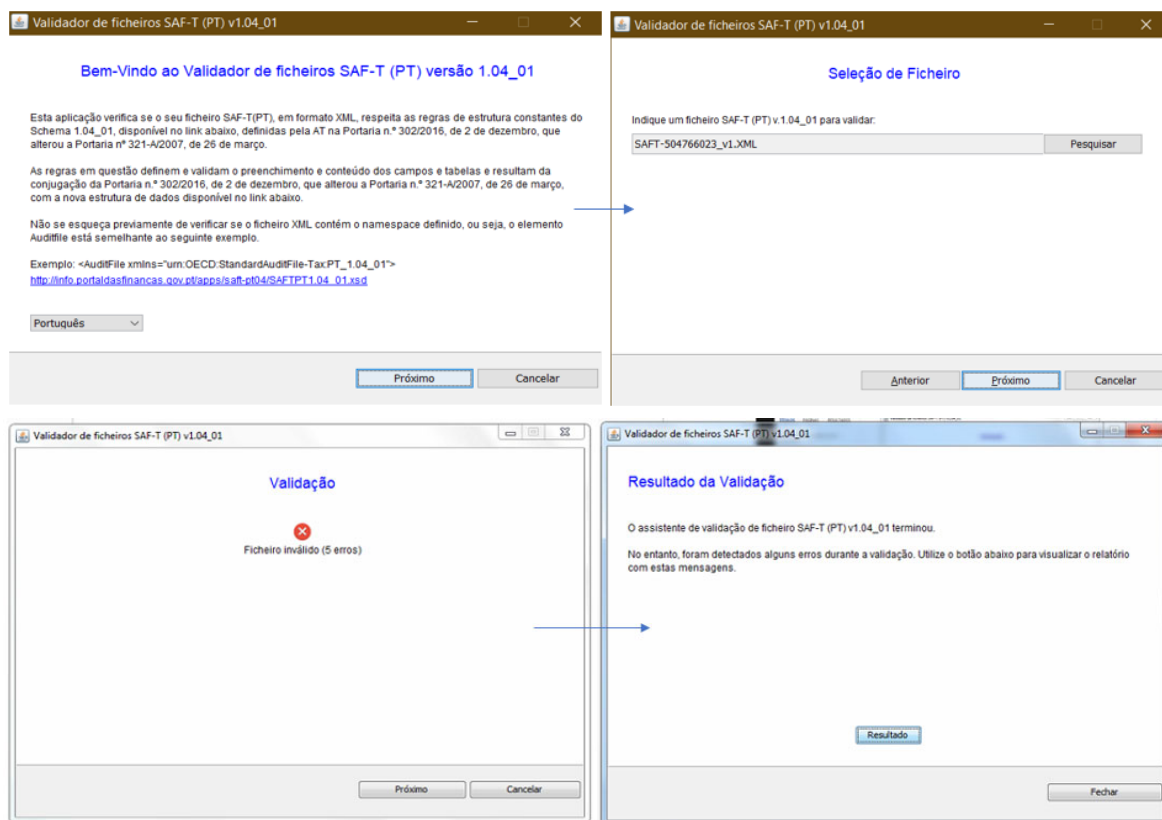 Validador de ficheiros SAF-T (PT) v1.04_01
Bem-Vindo ao Validador de ficheiros SAF-T (PT) versão 1.04_01
Esta aplicação verifica se o seu ficheiro SAF-T(PT), em formato XML, respeita as regras de estrutura constantes do
Schema 1.04_01, disponível no link abaixo, definidas pela AT na Portaria n.º 302/2016, de 2 de dezembro, que
alterou a Portaria nº 321-A/2007, de 26 de março.
As regras em questão definem e validam o preenchimento e conteúdo dos campos e tabelas e resultam da
conjugação da Portaria n.º 302/2016, de 2 de dezembro, que alterou a Portaria n.º 321-A/2007, de 26 de março,
com a nova estrutura de dados disponível no link abaixo.
Não se esqueça previamente de verificar se o ficheiro XML contém o namespace definido, ou seja, o elemento
Auditfile está semelhante ao seguinte exemplo.
Exemplo: <AuditFile xmlns="urn:OECD:StandardAuditFile-Tax:PT_1.04_01">
http://info.portaldasfinancas.gov.pt/apps/saft-pt04/SAFTPT1.04_01.xsd
Português
Próximo
Cancelar
Validador de ficheiros SAF-T (PT) v1.04_01
Seleção de Ficheiro
Indique um ficheiro SAF-T (PT) v.1.04_01 para validar:
SAFT-504766023_v1.XML
Pesquisar
Anterior
Próximo
Cancelar
Validador de ficheiros SAF-T (PT) v1.04_01
Validação
Ficheiro inválido (5 erros)
Próximo
Cancelar
Validador de ficheiros SAF-T (PT) v1.04_01
Resultado da Validação
O assistente de validação de ficheiro SAF-T (PT) v1.04_01 terminou.
No entanto, foram detectados alguns erros durante a validação. Utilize o botão abaixo para visualizar o relatório
com estas mensagens.
Resultado
Fechar